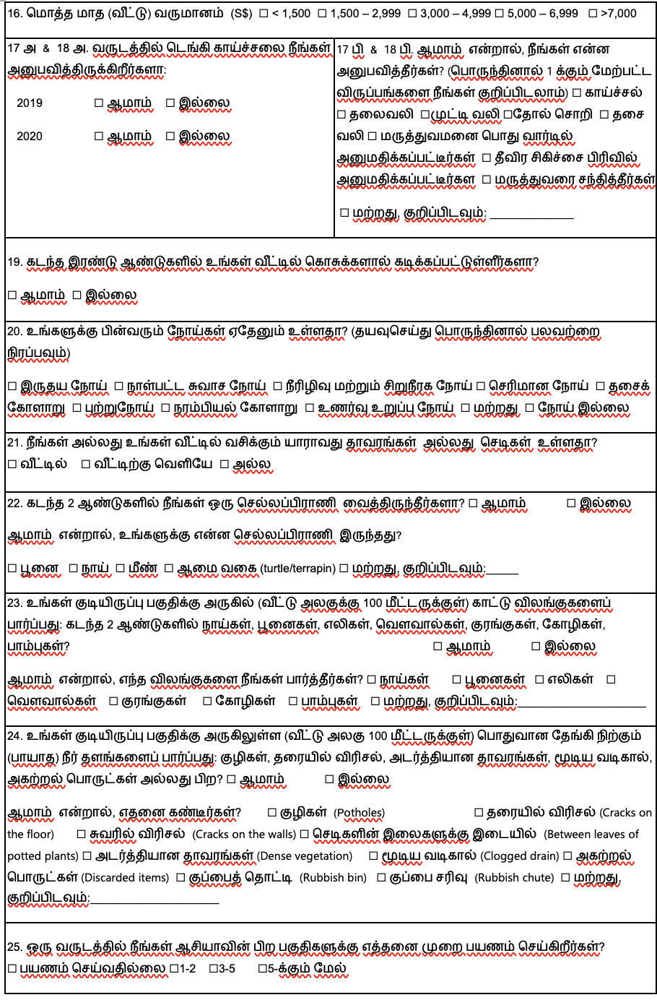 16. மொத்த மாத (வீட்டு) வருமானம் (S$) ☐ < 1,500 ☐ 1,500 – 2,999 ☐ 3,000 – 4,999 ☐ 5,000 – 6,999 ☐ >7,000
17 அ & 18 அ. வருடத்தில் டெங்கி காய்ச்சலை நீங்கள்
அனுபவித்திருக்கிறீர்களா:
2019 ☐ ஆமாம் ☐ இல்லை
2020 ☐ ஆமாம் ☐ இல்லை
17 பி & 18 பி. ஆமாம் என்றால், நீங்கள் என்ன
அனுபவித்தீர்கள்? (பொருந்தினால் 1 க்கும் மேற்பட்ட
விருப்பங்களை நீங்கள் குறிப்பிடலாம்) ☐ காய்ச்சல்
☐ தலைவலி ☐முட்டி வலி ☐தோல் சொறி ☐ தசை
வலி ☐ மருத்துவமனை பொது வார்டில்
அனுமதிக்கப்பட்டீர்கள் ☐ தீவிர சிகிச்சை பிரிவில்
அனுமதிக்கப்பட்டீர்கள ☐ மருத்துவரை சந்தித்தீர்கள்
☐ மற்றது, குறிப்பிடவும்: _____________
19. கடந்த இரண்டு ஆண்டுகளில் உங்கள் வீட்டில் கொசுக்களால் கடிக்கப்பட்டுள்ளீர்களா?
☐ ஆமாம் ☐ இல்லை
20. உங்களுக்கு பின்வரும் நோய்கள் ஏதேனும் உள்ளதா? (தயவுசெய்து பொருந்தினால் பலவற்றை
நிரப்பவும்)
☐ இருதய நோய் ☐ நாள்பட்ட சுவாச நோய் ☐ நீரிழிவு மற்றும் சிறுநீரக நோய் ☐ செரிமான நோய் ☐ தசைக்
கோளாறு ☐ புற்றுநோய் ☐ நரம்பியல் கோளாறு ☐ உணர்வு உறுப்பு நோய் ☐ மற்றது ☐ நோய் இல்லை
21. நீங்கள் அல்லது உங்கள் வீட்டில் வசிக்கும் யாராவது தாவரங்கள் அல்லது செடிகள் உள்ளதா?
☐ வீட்டில் ☐ வீட்டிற்கு வெளியே ☐ அல்ல
22. கடந்த 2 ஆண்டுகளில் நீங்கள் ஒரு செல்லப்பிராணி வைத்திருந்தீர்களா? ☐ ஆமாம் ☐ இல்லை
ஆமாம் என்றால், உங்களுக்கு என்ன செல்லப்பிராணி இருந்தது?
☐ பூனை ☐ நாய் ☐ மீன் ☐ ஆமை வகை (turtle/terrapin) ☐ மற்றது, குறிப்பிடவும்:_____
23. உங்கள் குடியிருப்பு பகுதிக்கு அருகில் (வீட்டு அலகுக்கு 100 மீட்டருக்குள்) காட்டு விலங்குகளைப்
பார்ப்பது: கடந்த 2 ஆண்டுகளில் நாய்கள், பூனைகள், எலிகள், வெளவால்கள், குரங்குகள், கோழிகள்,
பாம்புகள்? ☐ ஆமாம் ☐ இல்லை
ஆமாம் என்றால், எந்த விலங்குகளை நீங்கள் பார்த்தீர்கள்? ☐ நாய்கள் ☐ பூனைகள் ☐ எலிகள் ☐
வெளவால்கள் ☐ குரங்குகள் ☐ கோழிகள் ☐ பாம்புகள் ☐ மற்றது, குறிப்பிடவும்:____________________
24. உங்கள் குடியிருப்பு பகுதிக்கு அருகிலுள்ள (வீட்டு அலகு 100 மீட்டருக்குள்) பொதுவான தேங்கி நிற்கும்
(பாயாத) நீர் தளங்களைப் பார்ப்பது: குழிகள், தரையில் விரிசல், அடர்த்தியான தாவரங்கள், மூடிய வடிகால்,
அகற்றல் பொருட்கள் அல்லது பிற? ☐ ஆமாம் ☐ இல்லை
ஆமாம் என்றால், எதனை கண்டீர்கள்? ☐ குழிகள் (Potholes) ☐ தரையில் விரிசல் (Cracks on
the floor) ☐ சுவரில் விரிசல் (Cracks on the walls) ☐ செடிகளின் இலைகளுக்கு இடையில் (Between leaves of
potted plants) ☐ அடர்த்தியான தாவரங்கள் (Dense vegetation) ☐ மூடிய வடிகால் (Clogged drain) ☐ அகற்றல்
பொருட்கள் (Discarded items) ☐ குப்பைத் தொட்டி (Rubbish bin) ☐ குப்பை சரிவு (Rubbish chute) ☐ மற்றது,
குறிப்பிடவும்:____________________
25. ஒரு வருடத்தில் நீங்கள் ஆசியாவின் பிற பகுதிகளுக்கு எத்தனை முறை பயணம் செய்கிறீர்கள்?
☐ பயணம் செய்வதில்லை ☐1-2 ☐3-5 ☐5-க்கும் மேல்